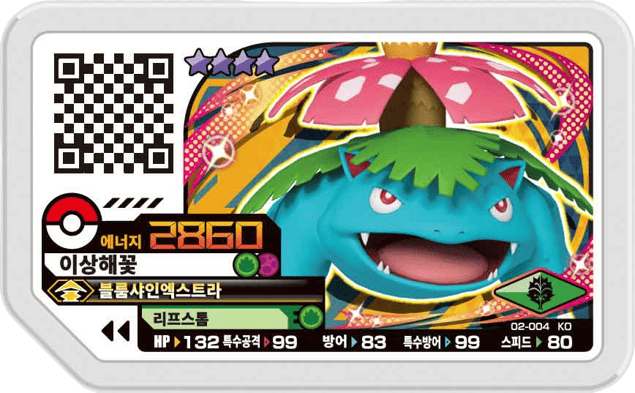 에너지 2860
이상해꽃
블룸샤인엑스트라
리프스톰
HP 132 특수공격 99 방어 83 특수방어 99 스피드 80
02-004 KO